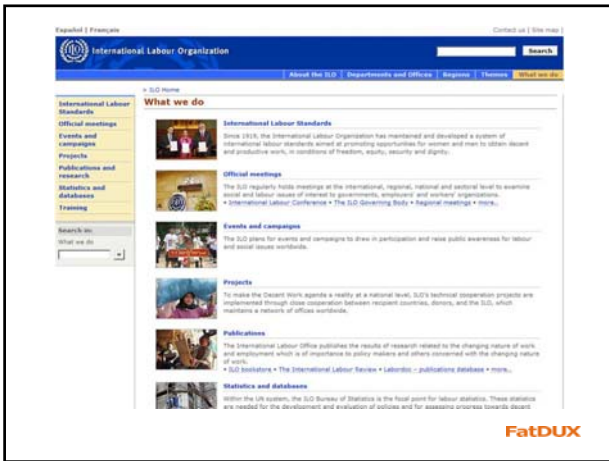 Español | Français
Contact us | Site map |
International Labour Organization
Search
About the ILO | Departments and Offices | Regions | Themes | What we do
» ILO Home
International Labour
Standards
Official meetings
Events and
campaigns
Projects
Publications and
research
Statistics and
databases
Training
Search in:
What we do
What we do
International Labour Standards
Since 1919, the International Labour Organization has maintained and developed a system of
international labour standards aimed at promoting opportunities for women and men to obtain decent
and productive work, in conditions of freedom, equity, security and dignity.
Official meetings
The ILO regularly holds meetings at the international, regional, national and sectoral level to examine
social and labour issues of interest to governments, employers' and workers' organizations.
• International Labour Conference • The ILO Governing Body • Regional meetings • more...
Events and campaigns
The ILO plans for events and campaigns to draw in participation and raise public awareness for labour
and social issues worldwide.
Projects
To make the Decent Work agenda a reality at a national level, ILO's technical cooperation projects are
implemented through close cooperation between recipient countries, donors, and the ILO, which
maintains a network of offices worldwide.
Publications
The International Labour Office publishes the results of research related to the changing nature of work
and employment which is of importance to policy makers and others concerned with the changing nature
of work.
• ILO bookstore • The International Labour Review • Labordoc – publications database • more...
Statistics and databases
Within the UN system, the ILO Bureau of Statistics is the focal point for labour statistics. These statistics
are needed for the development and evaluation of policies and for assessing progress towards decent
FatDUX